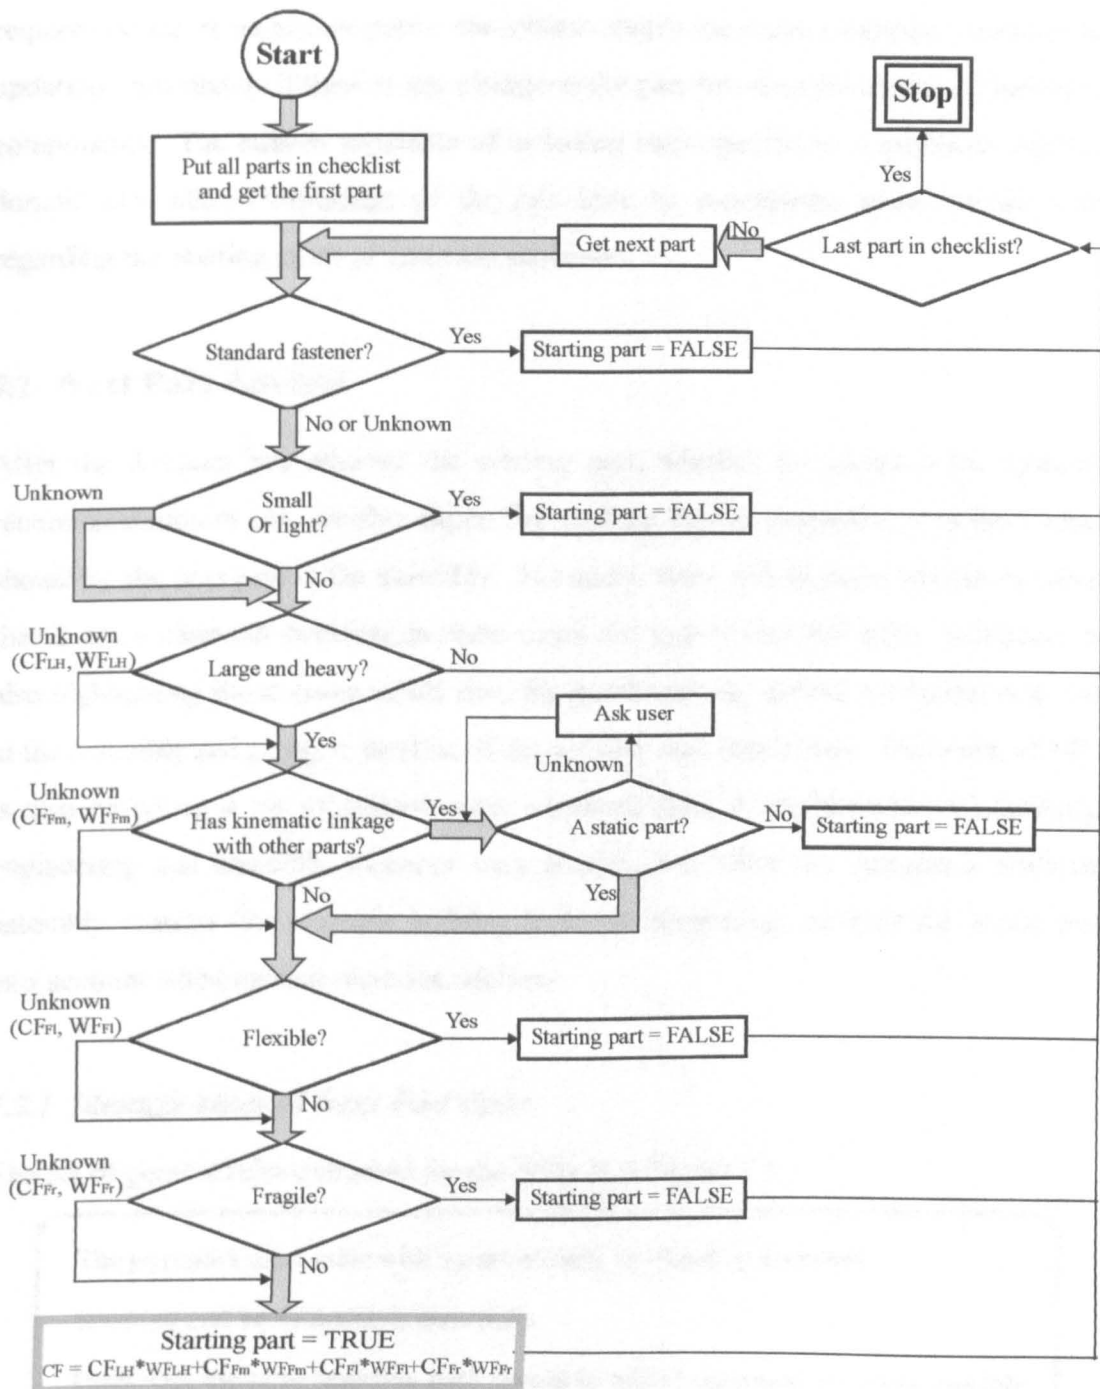 Start
Stop
Put all parts in checklist
and get the first part
Yes
Get next part
No
Last part in checklist?
Standard fastener?
Yes
Starting part = FALSE
No or Unknown
Unknown
Small
Or light?
Yes
Starting part = FALSE
No
Unknown
(CFLH, WFLH)
Large and heavy?
No
Yes
Ask user
Unknown
(CFFm, WFFm)
Has kinematic linkage
with other parts?
Yes
Unknown
A static part?
No
Starting part = FALSE
Yes
No
Unknown
(CFFl, WFFl)
Flexible?
Yes
Starting part = FALSE
No
Unknown
(CFFr, WFFr)
Fragile?
Yes
Starting part = FALSE
No
Starting part = TRUE
CF = CFLH*WFLH+CFFm*WFFm+CFFl*WFFl+CFFr*WFFr